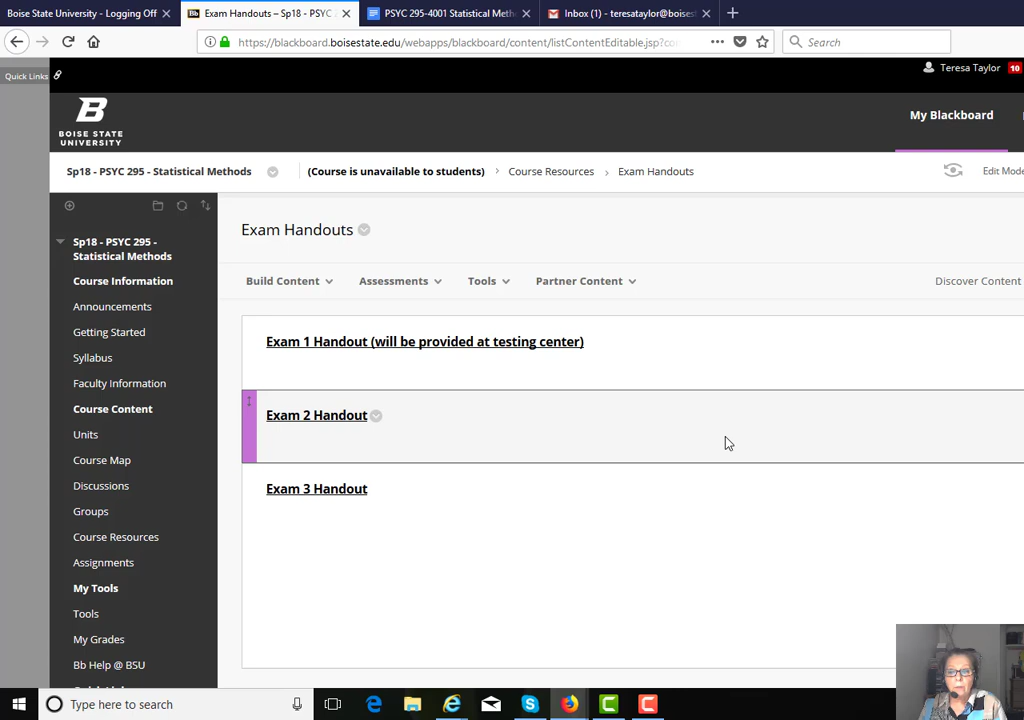 Boise State University - Logging Off
Exam Handouts – Sp18 - PSYC 2
PSYC 295-4001 Statistical Meth
Inbox (1) - teresataylor@boises
https://blackboard.boisestate.edu/webapps/blackboard/content/listContentEditable.jsp?co
Search
Quick Links
Teresa Taylor 10
B
BOISE STATE
UNIVERSITY
My Blackboard
Sp18 - PSYC 295 - Statistical Methods
(Course is unavailable to students)
Course Resources
Exam Handouts
Edit Mode
Sp18 - PSYC 295 -
Statistical Methods
Course Information
Announcements
Getting Started
Syllabus
Faculty Information
Course Content
Units
Course Map
Discussions
Groups
Course Resources
Assignments
My Tools
Tools
My Grades
Bb Help @ BSU
Exam Handouts
Build Content
Assessments
Tools
Partner Content
Discover Content
Exam 1 Handout (will be provided at testing center)
Exam 2 Handout
Exam 3 Handout
Type here to search